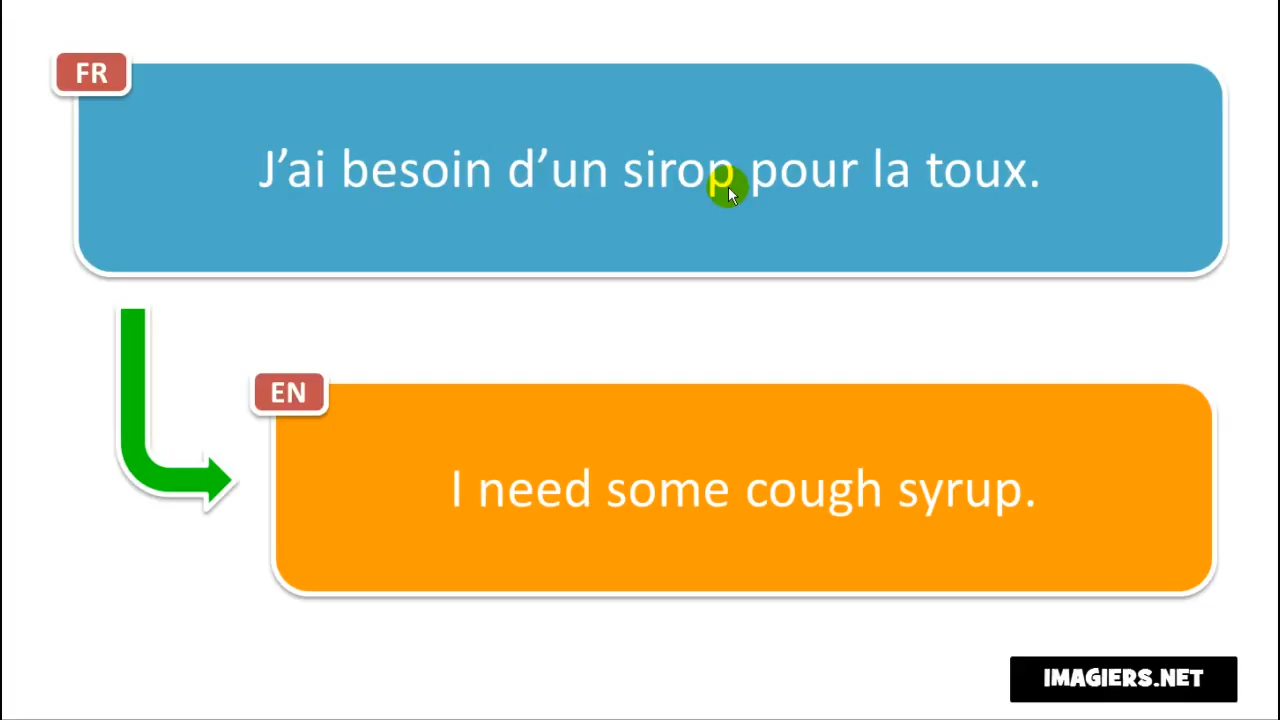 FR
J’ai besoin d’un sirop pour la toux.
EN
I need some cough syrup.
IMAGIERS.NET